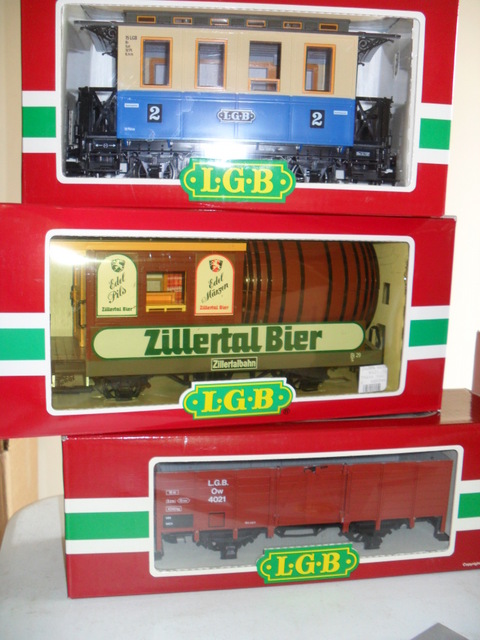 2
L.G.B
2
L.G.B
Edel
Pils
Zillertal Bier
Edel
Märzen
Zillertal Bier
Zillertal Bier
Zillertalbahn
L.G.B
L.G.B.
Ow
4021
L.G.B